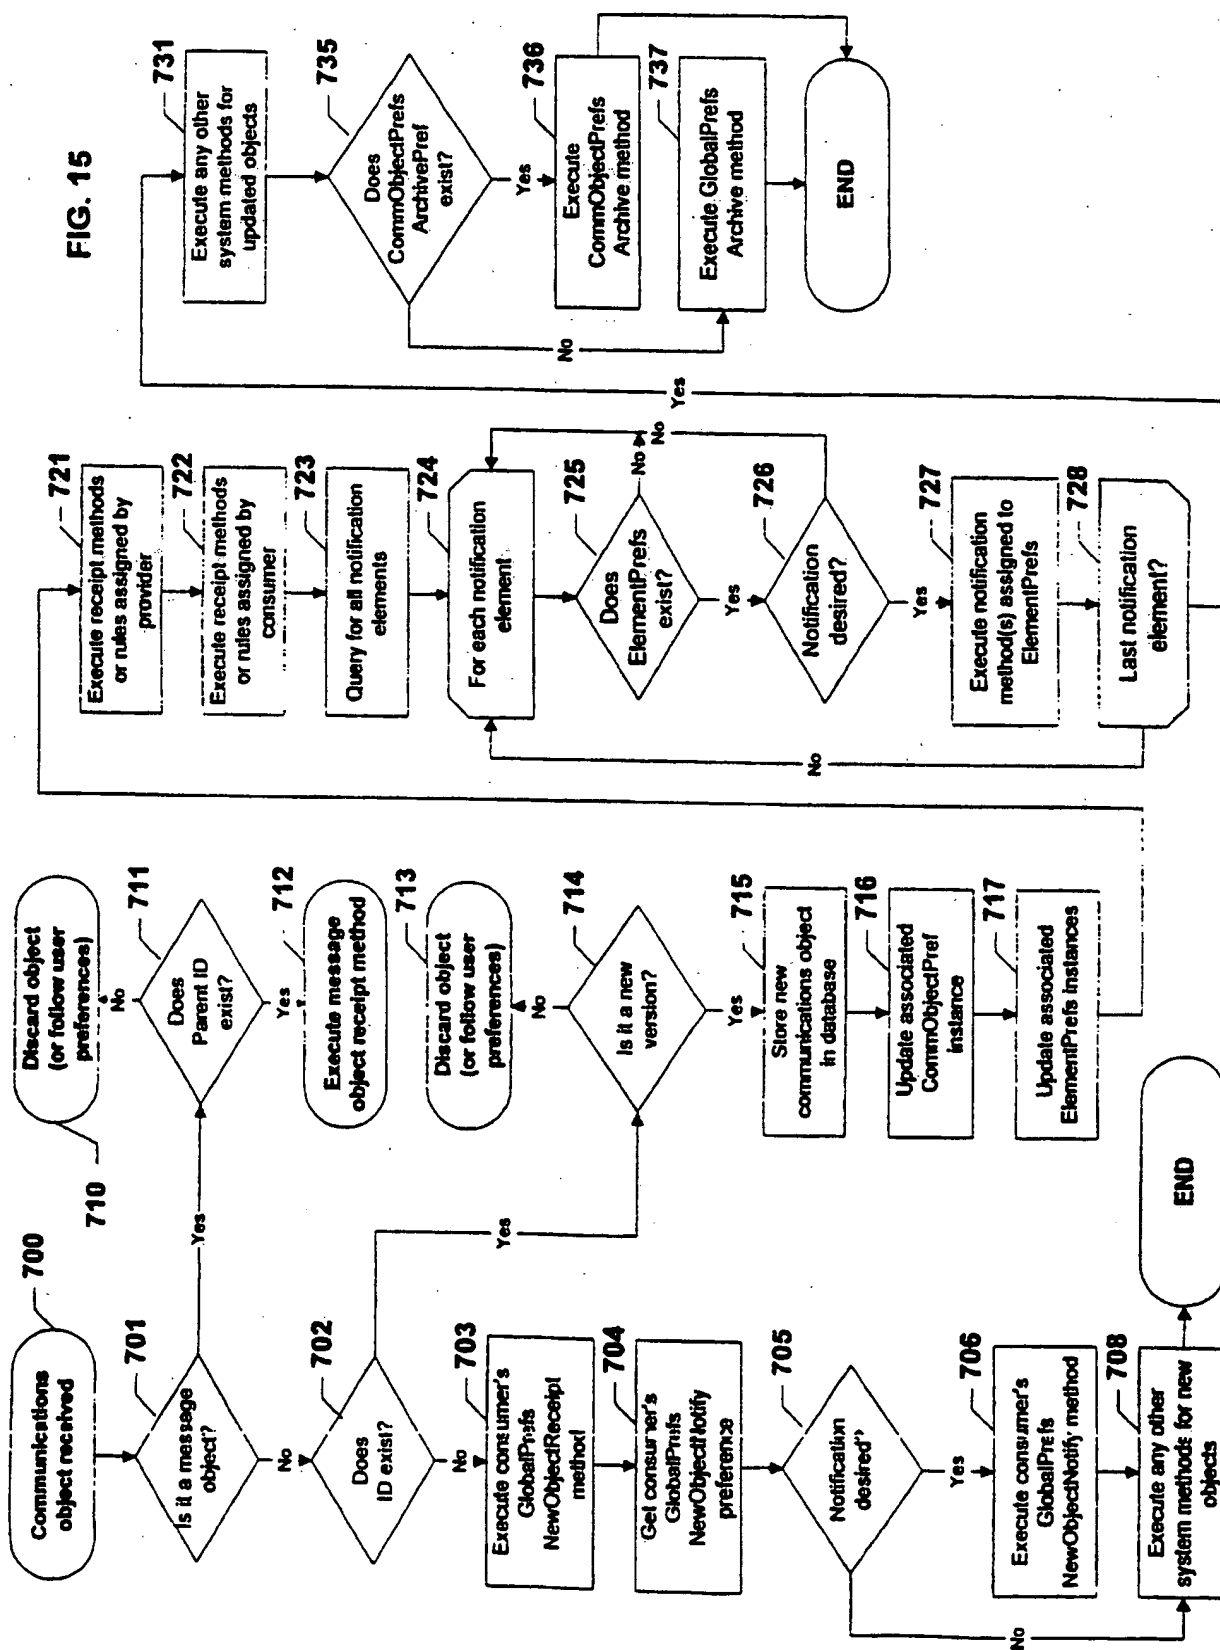 FIG. 15
700
Communications
object received
701
Is it a message
object?
Yes
No
710
Discard object
(or follow user
preferences)
No
711
Does
Parent ID
exist?
Yes
712
Execute message
object receipt method
702
Does
ID exist?
Yes
No
713
Discard object
(or follow user
preferences)
No
714
Is it a new
version?
Yes
703
Execute consumer's
GlobalPrefs
NewObjectReceipt
method
704
Get consumer's
GlobalPrefs
NewObjectNotify
preference
705
Notification
desired"
Yes
No
706
Execute consumer's
GlobalPrefs
NewObjectNotify method
708
Execute any other
system methods for new
objects
END
715
Store new
communications object
in database
716
Update associated
CommObjectPref
instance
717
Update associated
ElementPrefs instances
721
Execute receipt methods
or rules assigned by
provider
722
Execute receipt methods
or rules assigned by
consumer
723
Query for all notification
elements
724
For each notification
element
725
Does
ElementPrefs
exist?
No
Yes
726
Notification
desired?
No
Yes
727
Execute notification
method(s) assigned to
ElementPrefs
728
Last notification
element?
No
Yes
731
Execute any other
system methods for
updated objects
735
Does
CommObjectPrefs
ArchivePref
exist?
Yes
No
736
Execute
CommObjectPrefs
Archive method
737
Execute GlobalPrefs
Archive method
END